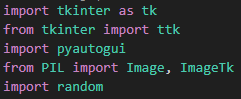 import tkinter as tk
from tkinter import ttk
import pyautogui
from PIL import Image, ImageTk
import random